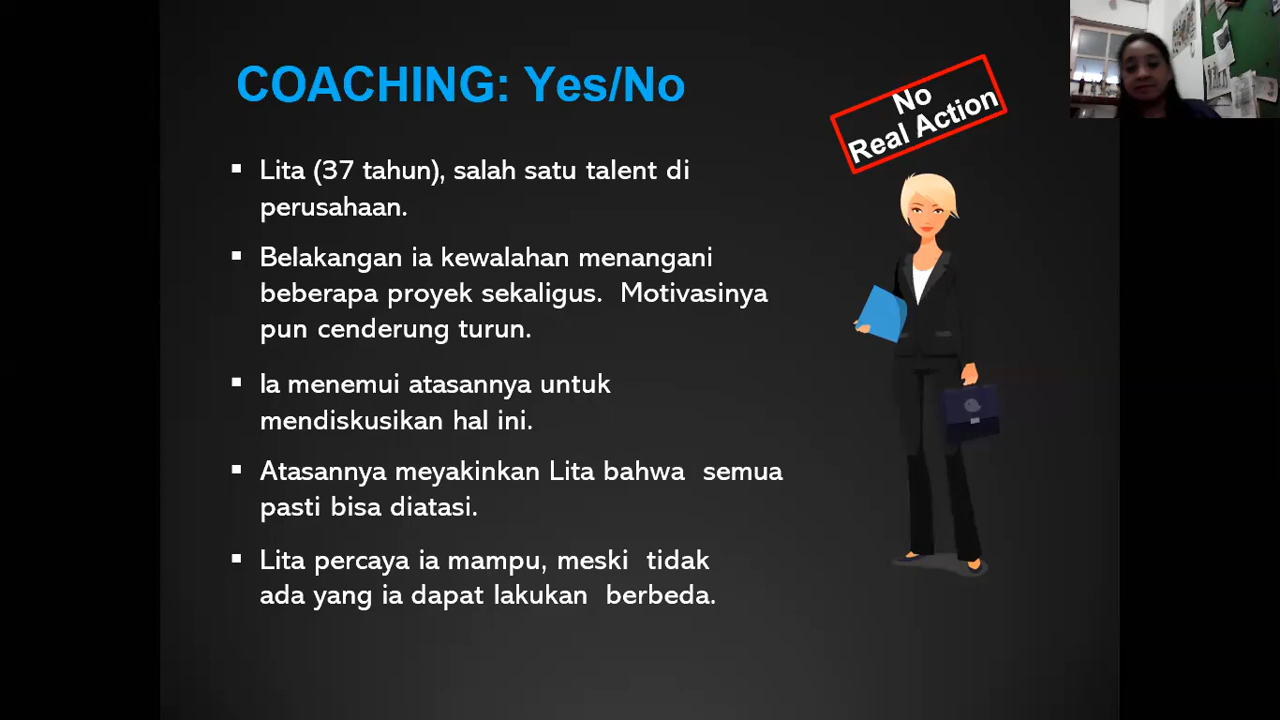 COACHING: Yes/No
No
Real Action
▪ Lita (37 tahun), salah satu talent di
perusahaan.
▪ Belakangan ia kewalahan menangani
beberapa proyek sekaligus. Motivasinya
pun cenderung turun.
▪ Ia menemui atasannya untuk
mendiskusikan hal ini.
▪ Atasannya meyakinkan Lita bahwa semua
pasti bisa diatasi.
▪ Lita percaya ia mampu, meski tidak
ada yang ia dapat lakukan berbeda.